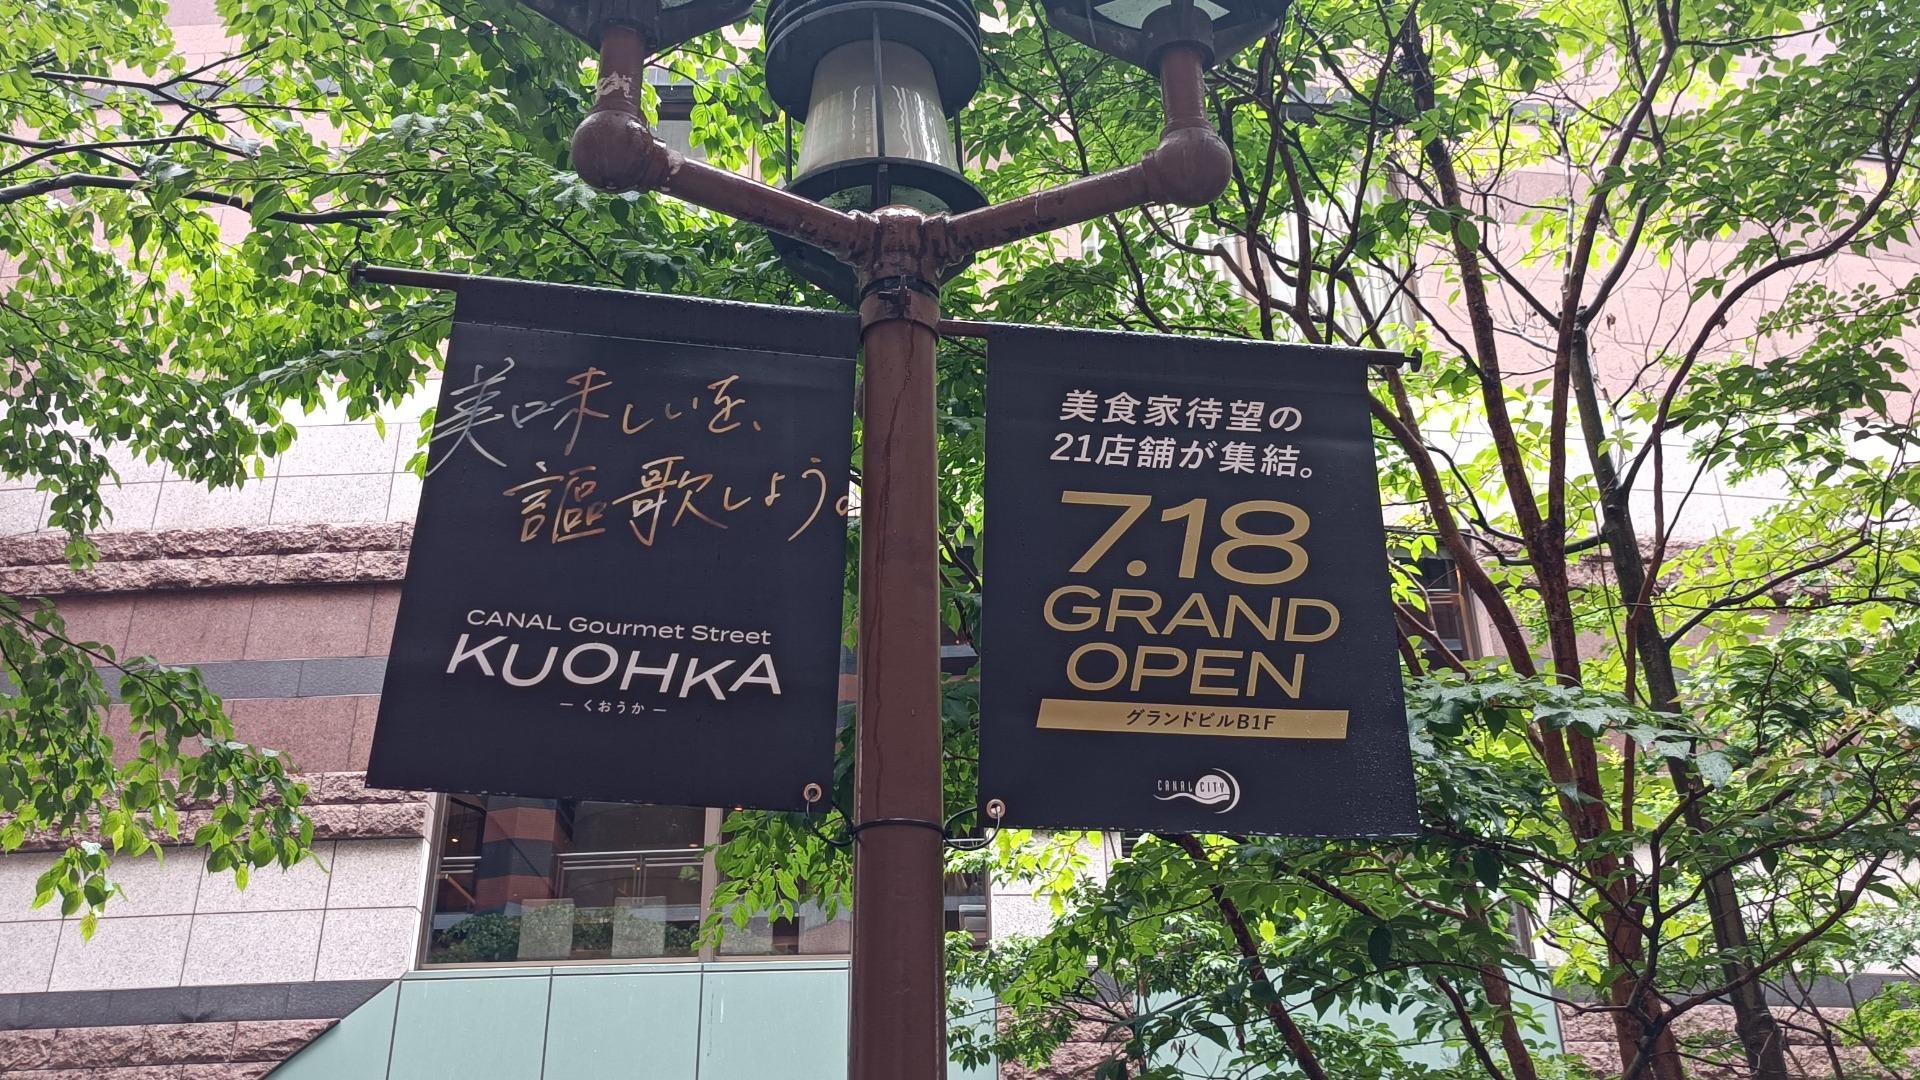 美味しいを、
謳歌しよう。
CANAL Gourmet Street
KUOHKA
— くおうか —
美食家待望の
21店舗が集結。
7.18
GRAND
OPEN
グランドビルB1F
CANAL CITY